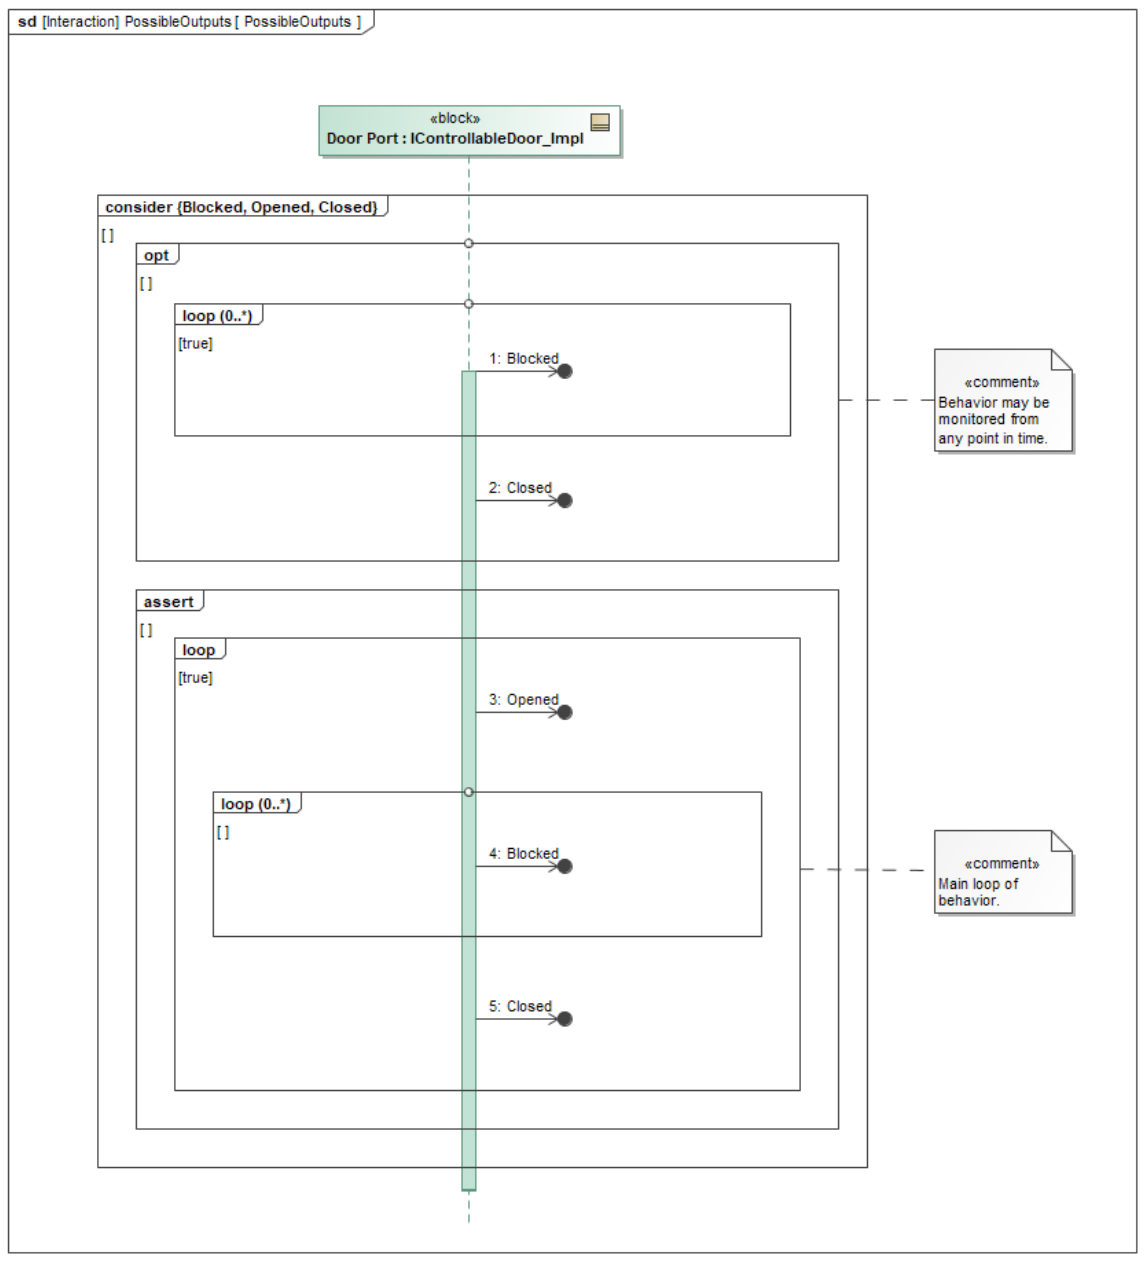 sd [Interaction] PossibleOutputs [ PossibleOutputs ]
«block»
Door Port : IControllableDoor_Impl
consider {Blocked, Opened, Closed}
[ ]
opt
[ ]
loop (0..*)
[true]
1: Blocked
«comment»
Behavior may be
monitored from
any point in time.
2: Closed
assert
[ ]
loop
[true]
3: Opened
loop (0..*)
[ ]
4: Blocked
«comment»
Main loop of
behavior.
5: Closed